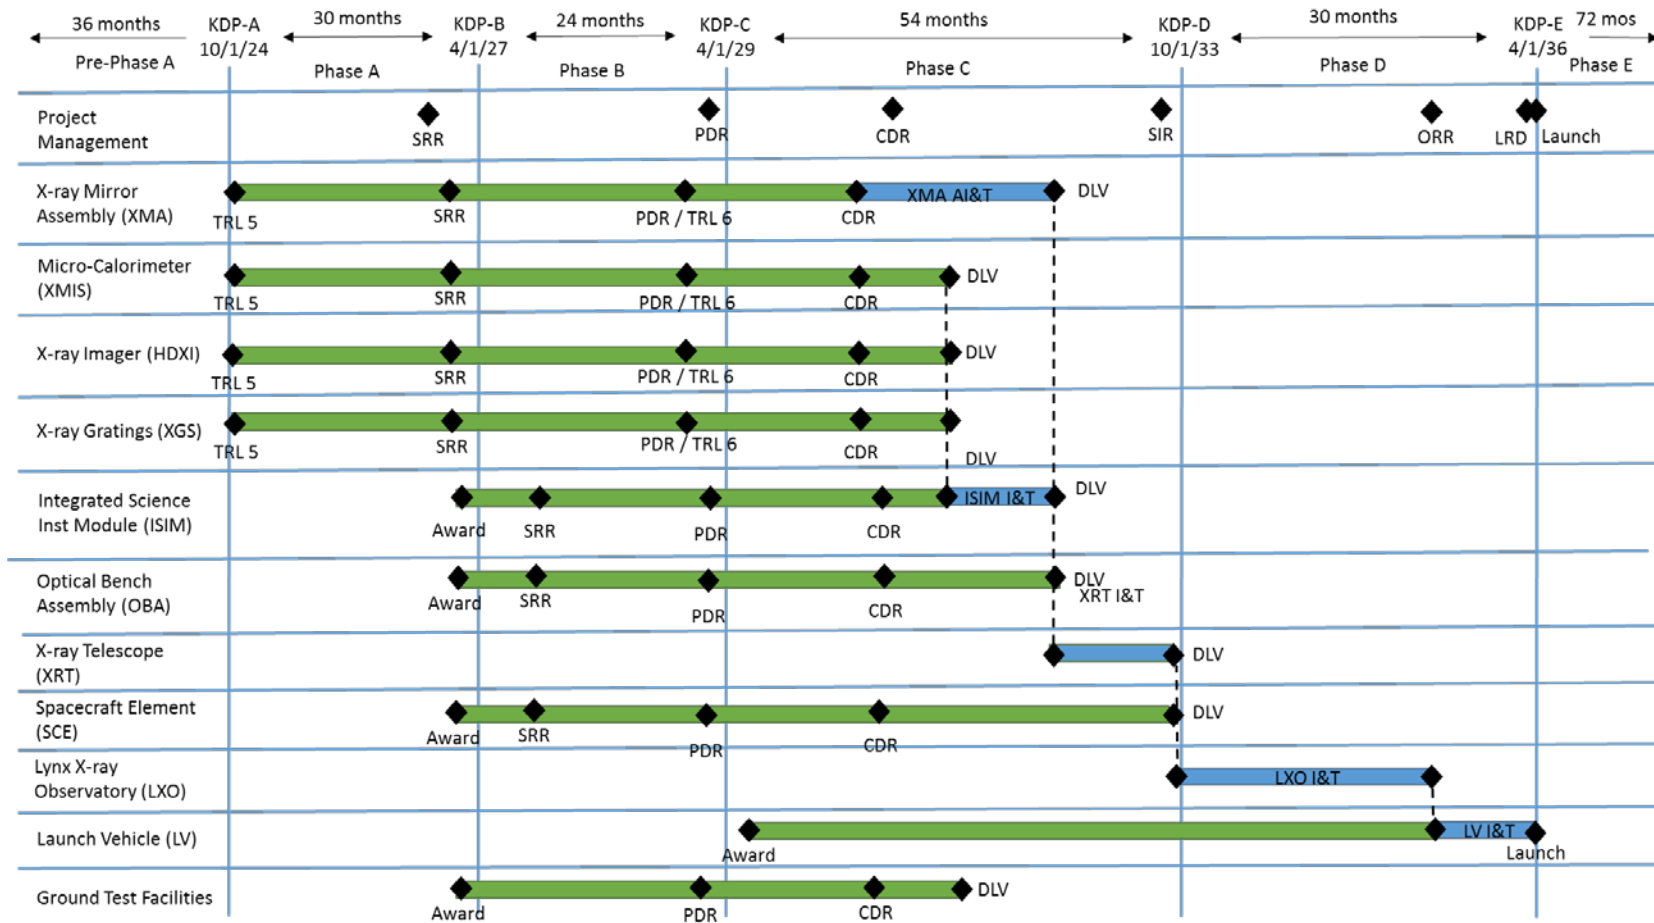 36 months
KDP-A
10/1/24
30 months
KDP-B
4/1/27
24 months
KDP-C
4/1/29
54 months
KDP-D
10/1/33
30 months
KDP-E
4/1/36
72 mos
Pre-Phase A
Phase A
Phase B
Phase C
Phase D
Phase E
Project
Management
SRR
PDR
CDR
SIR
ORR
LRD
Launch
X-ray Mirror
Assembly (XMA)
TRL 5
SRR
PDR / TRL 6
CDR
XMA AI&T
DLV
Micro-Calorimeter
(XMIS)
TRL 5
SRR
PDR / TRL 6
CDR
DLV
X-ray Imager (HDXI)
TRL 5
SRR
PDR / TRL 6
CDR
DLV
X-ray Gratings (XGS)
TRL 5
SRR
PDR / TRL 6
CDR
DLV
Integrated Science
Inst Module (ISIM)
Award
SRR
PDR
CDR
ISIM I&T
DLV
Optical Bench
Assembly (OBA)
Award
SRR
PDR
CDR
DLV
XRT I&T
X-ray Telescope
(XRT)
DLV
Spacecraft Element
(SCE)
Award
SRR
PDR
CDR
DLV
Lynx X-ray
Observatory (LXO)
LXO I&T
Launch Vehicle (LV)
Award
LV I&T
Launch
Ground Test Facilities
Award
PDR
CDR
DLV